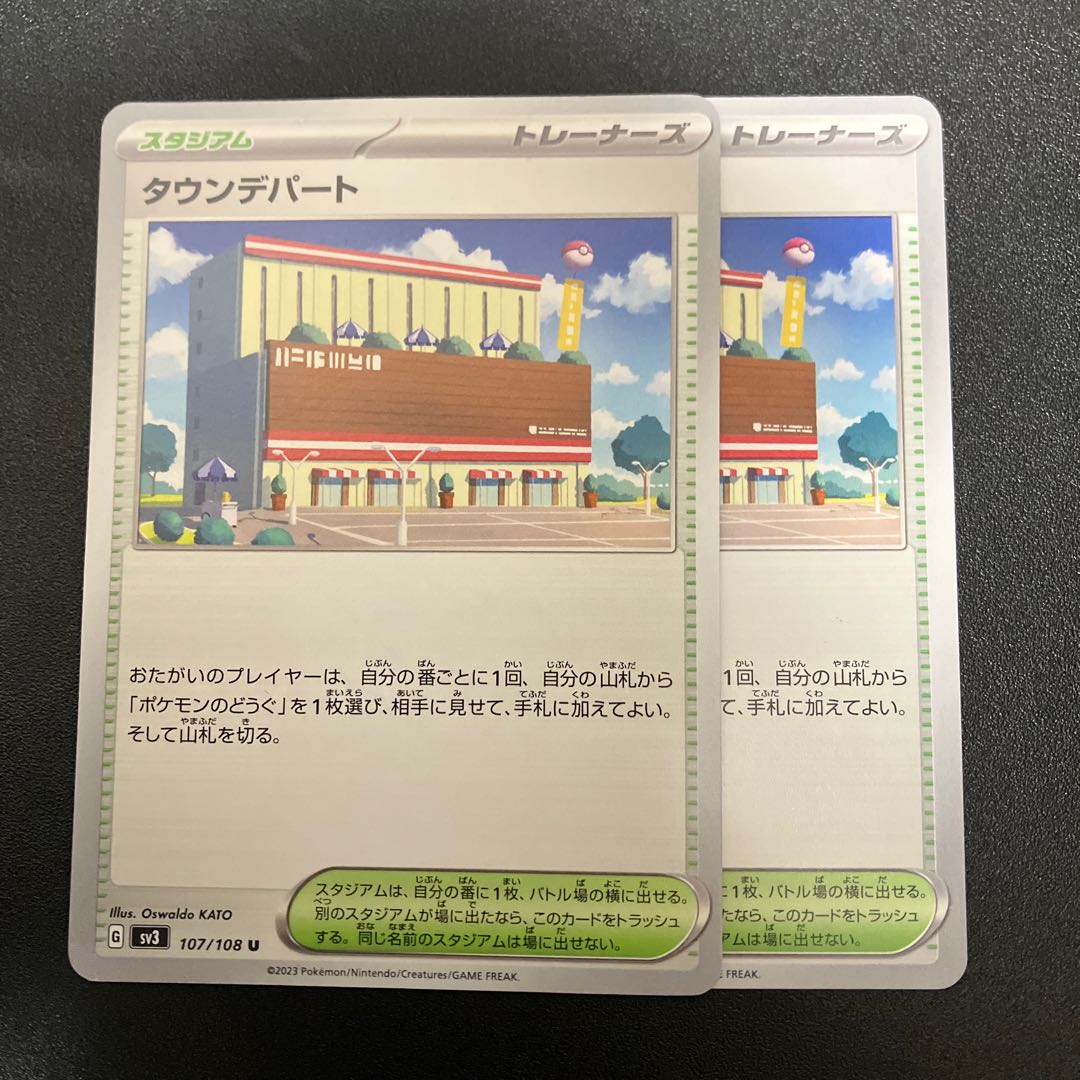 スタジアム トレーナーズ
タウンデパート
おたがいのプレイヤーは、自分の番ごとに1回、自分の山札から
「ポケモンのどうぐ」を1枚選び、相手に見せて、手札に加えてよい。
そして山札を切る。
スタジアムは、自分の番に1枚、バトル場の横に出せる。
別のスタジアムが場に出たなら、このカードをトラッシュ
する。同じ名前のスタジアムは場に出せない。
Illus. Oswaldo KATO
G sv3 107/108 U
©2023 Pokémon/Nintendo/Creatures/GAME FREAK.
トレーナーズ
1回、自分の山札から
て、手札に加えてよい。
に1枚、バトル場の横に出せる。
たなら、このカードをトラッシュ
アムは場に出せない。
E FREAK.